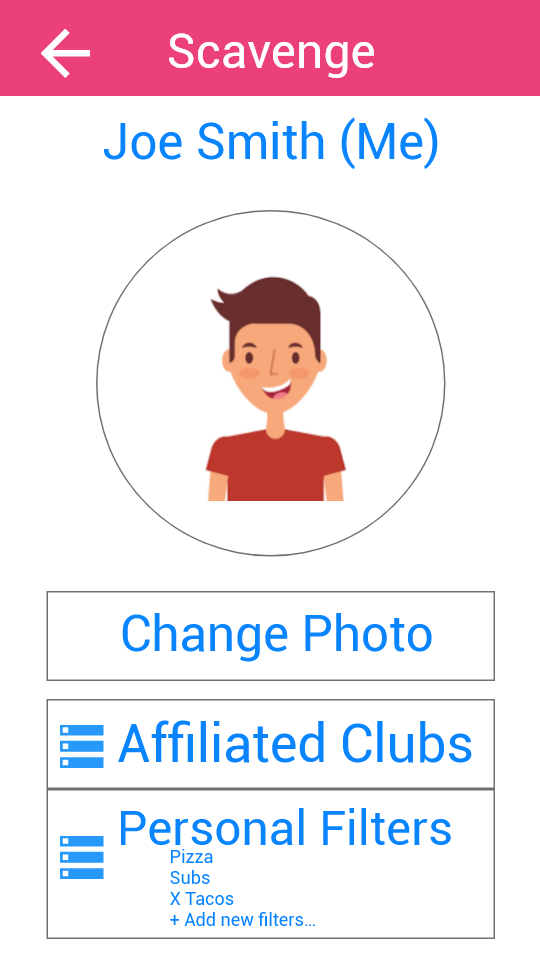 Scavenge
Joe Smith (Me)
Change Photo
Affiliated Clubs
Personal Filters
Pizza
Subs
X Tacos
+ Add new filters...